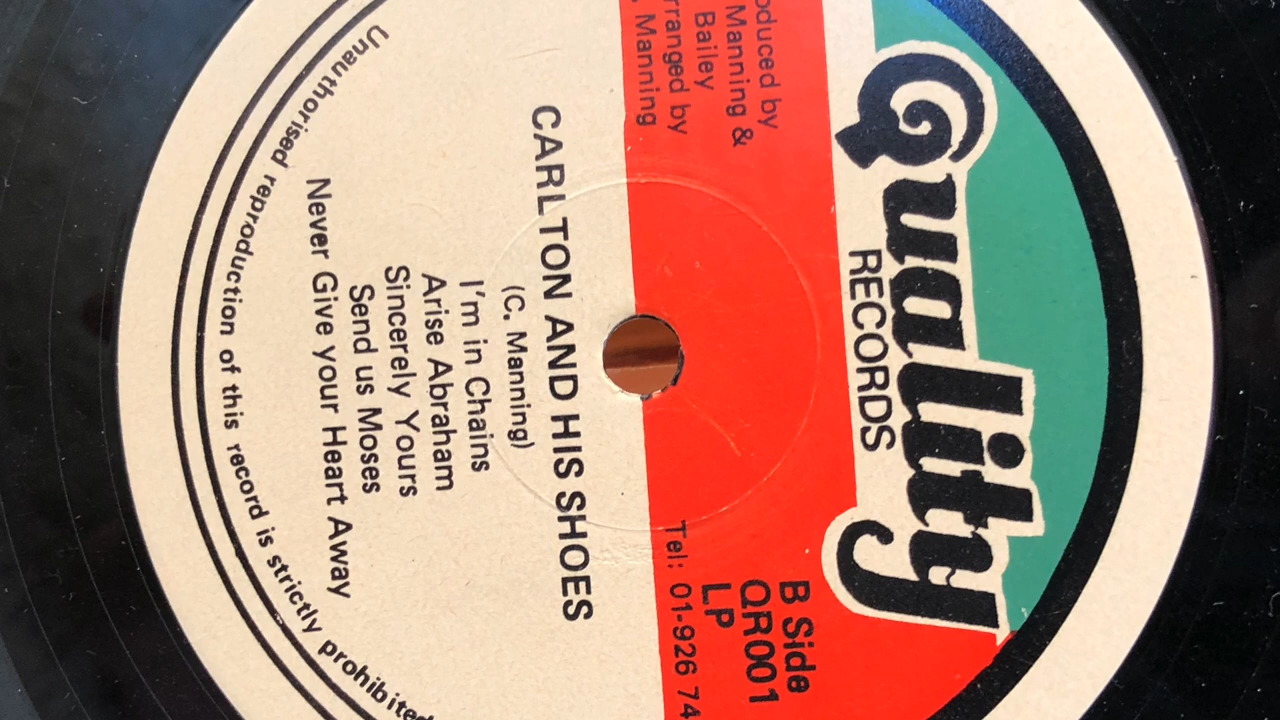 Quality
RECORDS
Manning &
Bailey
Manning
by
by
B Side
QR001
LP
Tel: 01-926 74
CARLTON AND HIS SHOES
(C. Manning)
I'm in Chains
Arise Abraham
Sincerely Yours
Send us Moses
Never Give your Heart Away
Unauthorised reproduction of this record is strictly prohibited